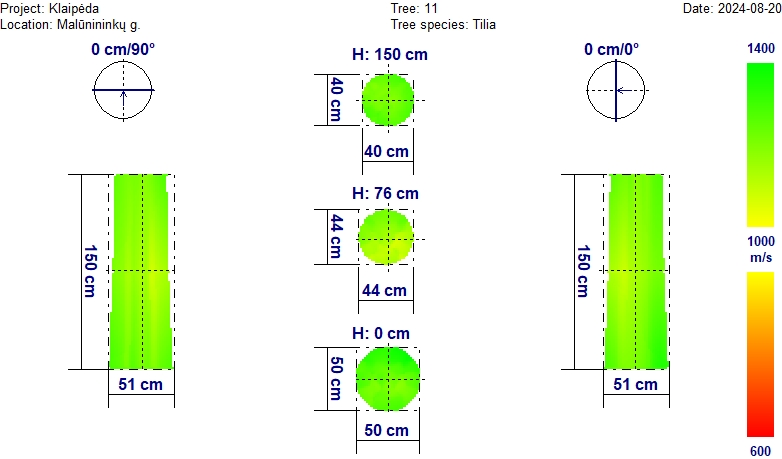 Project: Klaipėda
Tree: 11
Date: 2024-08-20
Location: Malūnininkų g.
Tree species: Tilia
0 cm/90°
H: 150 cm
0 cm/0°
1400
40 cm
40 cm
H: 76 cm
44 cm
44 cm
150 cm
150 cm
1000
m/s
H: 0 cm
50 cm
50 cm
51 cm
51 cm
600